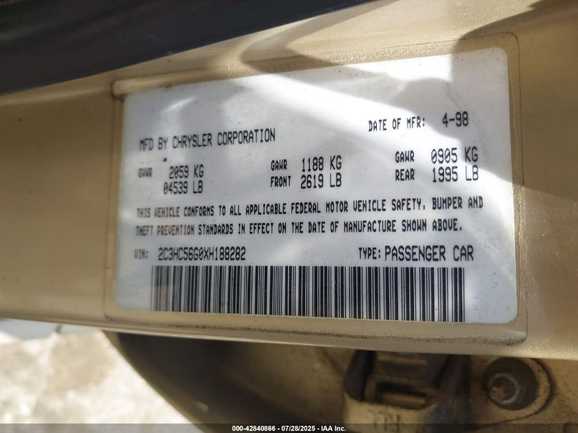 MFD BY CHRYSLER CORPORATION DATE OF MFR: 4-98
GVWR 2059 KG GAWR 1188 KG GAWR 0905 KG
04539 LB FRONT 2619 LB REAR 1995 LB
THIS VEHICLE CONFORMS TO ALL APPLICABLE FEDERAL MOTOR VEHICLE SAFETY, BUMPER AND
THEFT PREVENTION STANDARDS IN EFFECT ON THE DATE OF MANUFACTURE SHOWN ABOVE.
VIN: 2C3HC56G0XH188282 TYPE: PASSENGER CAR
000-42840866 - 07/28/2025 - IAA Inc.